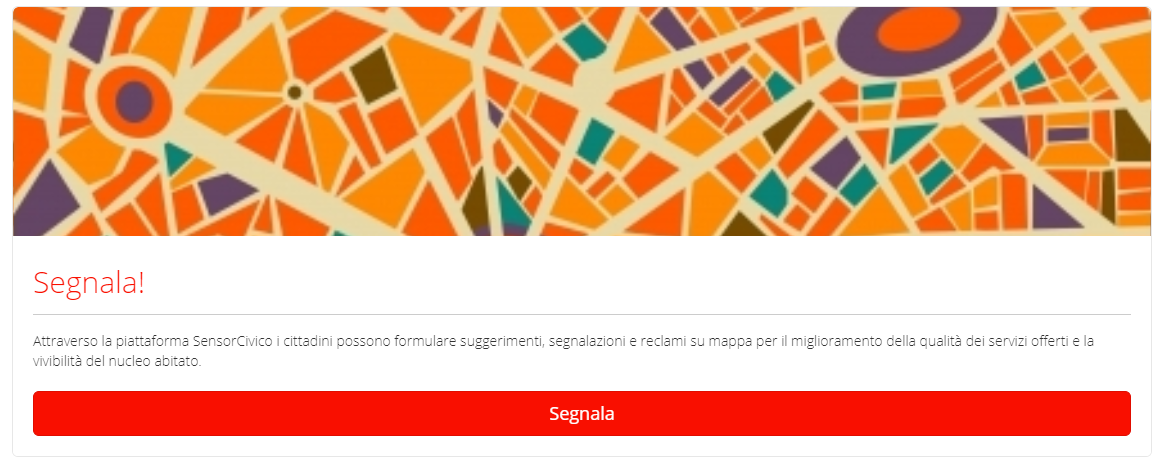 Segnala!
Attraverso la piattaforma SensorCivico i cittadini possono formulare suggerimenti, segnalazioni e reclami su mappa per il miglioramento della qualità dei servizi offerti e la
vivibilità del nucleo abitato.
Segnala